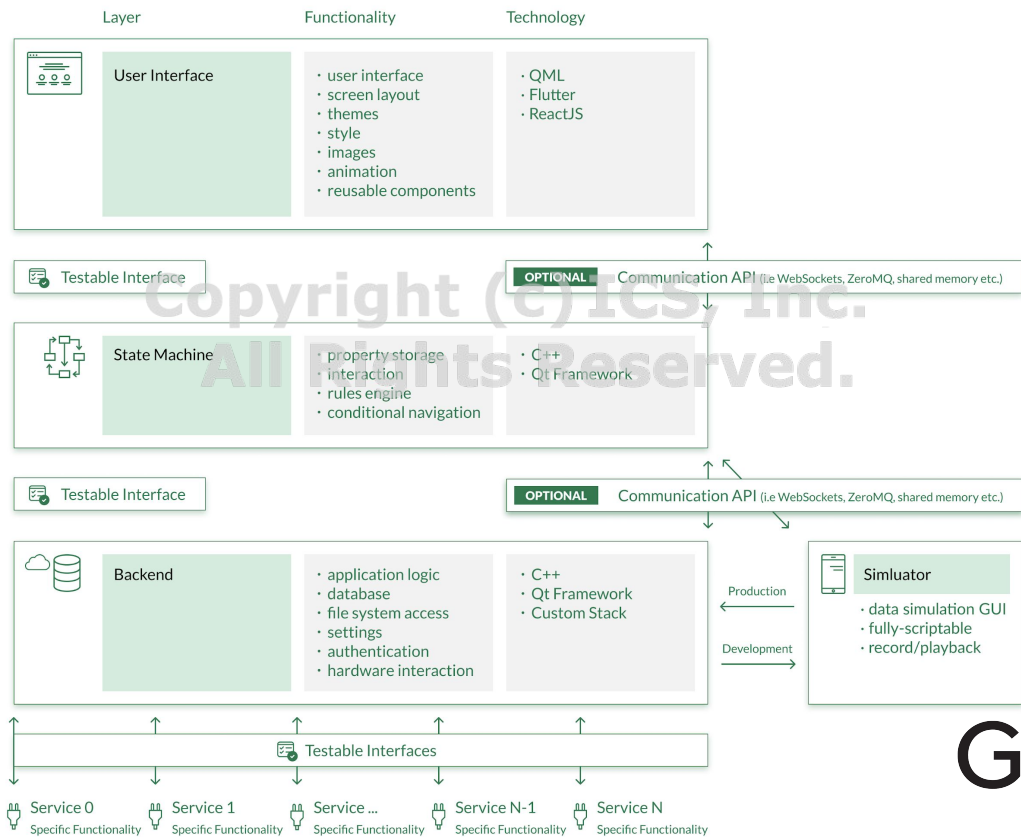 Layer Functionality Technology
User Interface
· user interface
· screen layout
· themes
· style
· images
· animation
· reusable components
· QML
· Flutter
· ReactJS
Testable Interface
OPTIONAL Communication API (i.e WebSockets, ZeroMQ, shared memory etc.)
Copyright (c) ICS, Inc.
All Rights Reserved.
State Machine
· property storage
· interaction
· rules engine
· conditional navigation
· C++
· Qt Framework
Testable Interface
OPTIONAL Communication API (i.e WebSockets, ZeroMQ, shared memory etc.)
Backend
· application logic
· database
· file system access
· settings
· authentication
· hardware interaction
· C++
· Qt Framework
· Custom Stack
Production
Development
Simluator
· data simulation GUI
· fully-scriptable
· record/playback
Testable Interfaces
G
Service 0
Specific Functionality
Service 1
Specific Functionality
Service ...
Specific Functionality
Service N-1
Specific Functionality
Service N
Specific Functionality